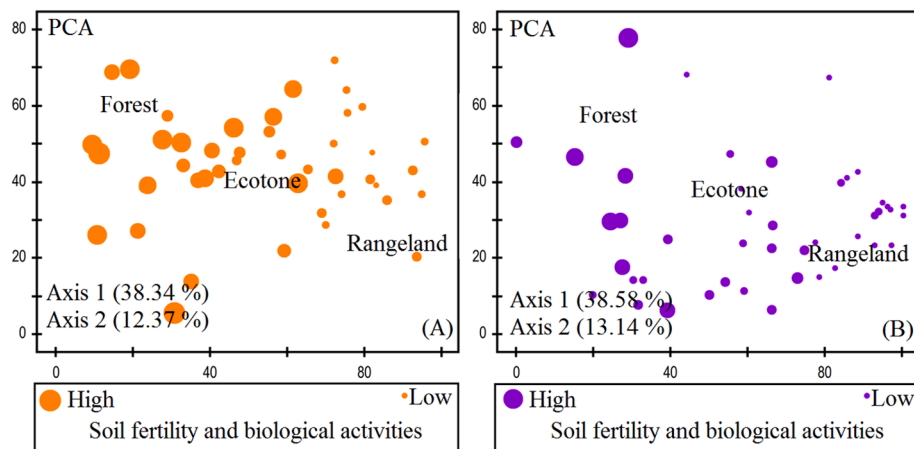 PCA
80
60
40
20
0
Forest
Ecotone
Rangeland
Axis 1 (38.34 %)
Axis 2 (12.37 %)
(A)
0 40 80
High Low
Soil fertility and biological activities
PCA
80
60
40
20
0
Forest
Ecotone
Rangeland
Axis 1 (38.58 %)
Axis 2 (13.14 %)
(B)
0 40 80
High Low
Soil fertility and biological activities